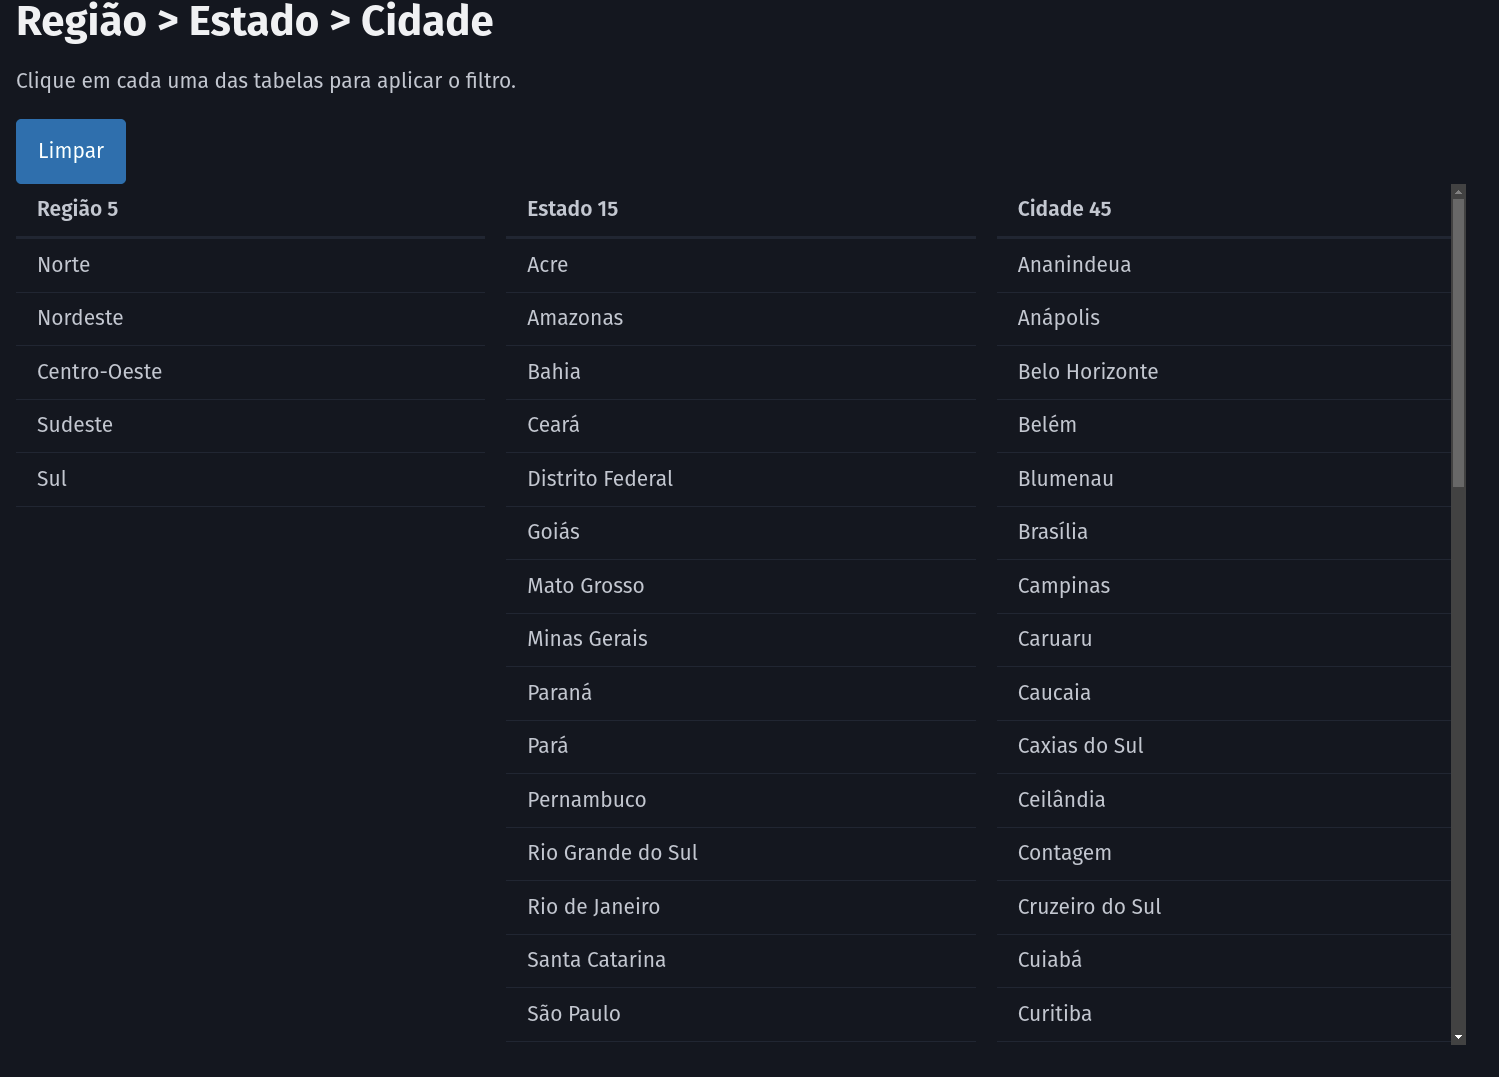 Região > Estado > Cidade
Clique em cada uma das tabelas para aplicar o filtro.
Limpar
Região 5
Norte
Nordeste
Centro-Oeste
Sudeste
Sul
Estado 15
Acre
Amazonas
Bahia
Ceará
Distrito Federal
Goiás
Mato Grosso
Minas Gerais
Paraná
Pará
Pernambuco
Rio Grande do Sul
Rio de Janeiro
Santa Catarina
São Paulo
Cidade 45
Ananindeua
Anápolis
Belo Horizonte
Belém
Blumenau
Brasília
Campinas
Caruaru
Caucaia
Caxias do Sul
Ceilândia
Contagem
Cruzeiro do Sul
Cuiabá
Curitiba